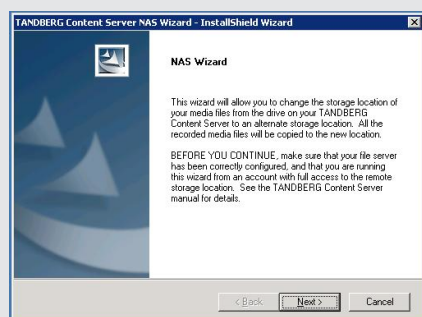 TANDBERG Content Server NAS Wizard - InstallShield Wizard
NAS Wizard
This wizard will allow you to change the storage location of
your media files from the drive on your TANDBERG
Content Server to an alternate storage location. All the
recorded media files will be copied to the new location.
BEFORE YOU CONTINUE, make sure that your file server
has been correctly configured, and that you are running
this wizard from an account with full access to the remote
storage location. See the TANDBERG Content Server
manual for details.
< Back Next > Cancel